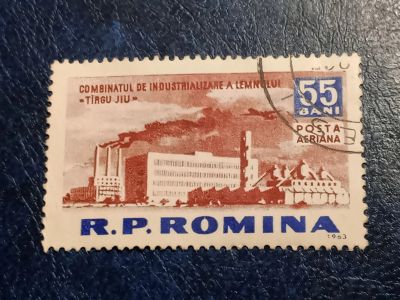 COMBINATUL DE INDUSTRIALIZARE A LEMNULUI
"TÎRGU JIU"
55
BANI
POSTA
AERIANA
R.P. ROMINA
1963